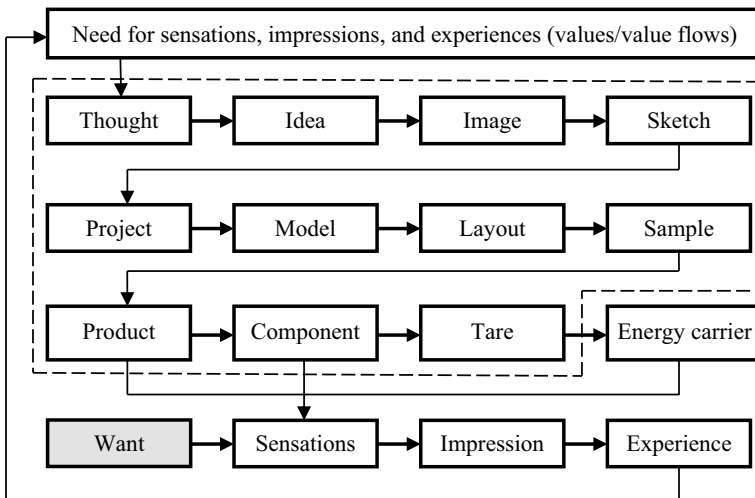 Need for sensations, impressions, and experiences (values/value flows)
Thought Idea Image Sketch
Project Model Layout Sample
Product Component Tare Energy carrier
Want Sensations Impression Experience